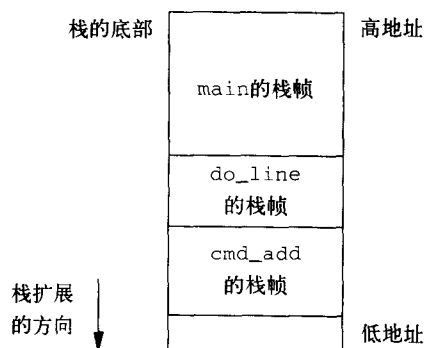 栈的底部
高地址
main的栈帧
do_line
的栈帧
cmd_add
的栈帧
栈扩展
的方向
低地址